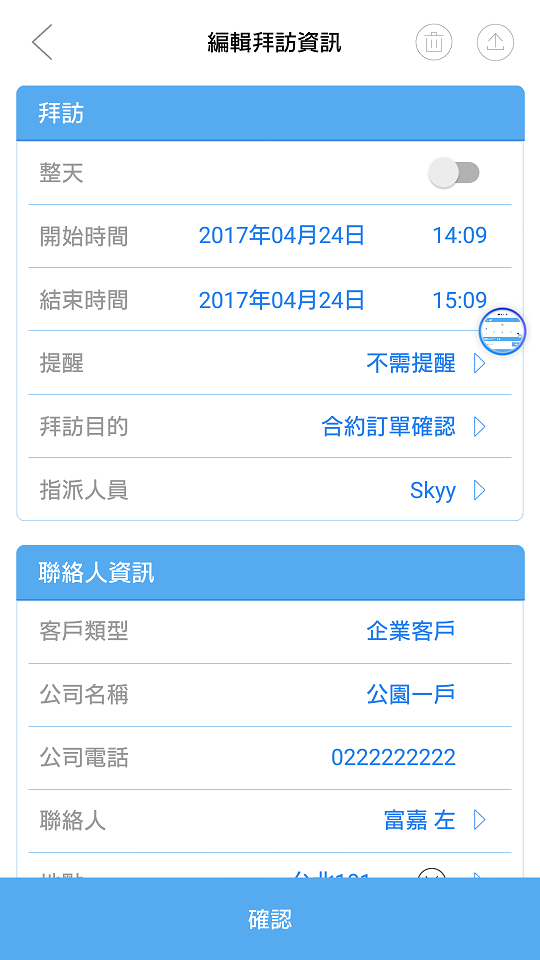 編輯拜訪資訊
拜訪
整天
開始時間 2017年04月24日 14:09
結束時間 2017年04月24日 15:09
提醒 不需提醒
拜訪目的 合約訂單確認
指派人員 Skyy
聯絡人資訊
客戶類型 企業客戶
公司名稱 公園一戶
公司電話 0222222222
聯絡人 富嘉 左
確認